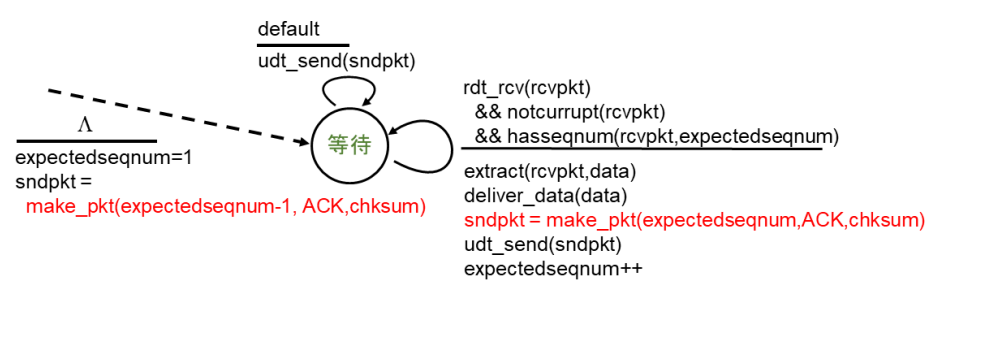 default
udt_send(sndpkt)
Λ
expectedseqnum=1
sndpkt =
make_pkt(expectedseqnum-1, ACK,chksum)
等待
rdt_rcv(rcvpkt)
&& notcurrupt(rcvpkt)
&& hasseqnum(rcvpkt,expectedseqnum)
extract(rcvpkt,data)
deliver_data(data)
sndpkt = make_pkt(expectedseqnum,ACK,chksum)
udt_send(sndpkt)
expectedseqnum++